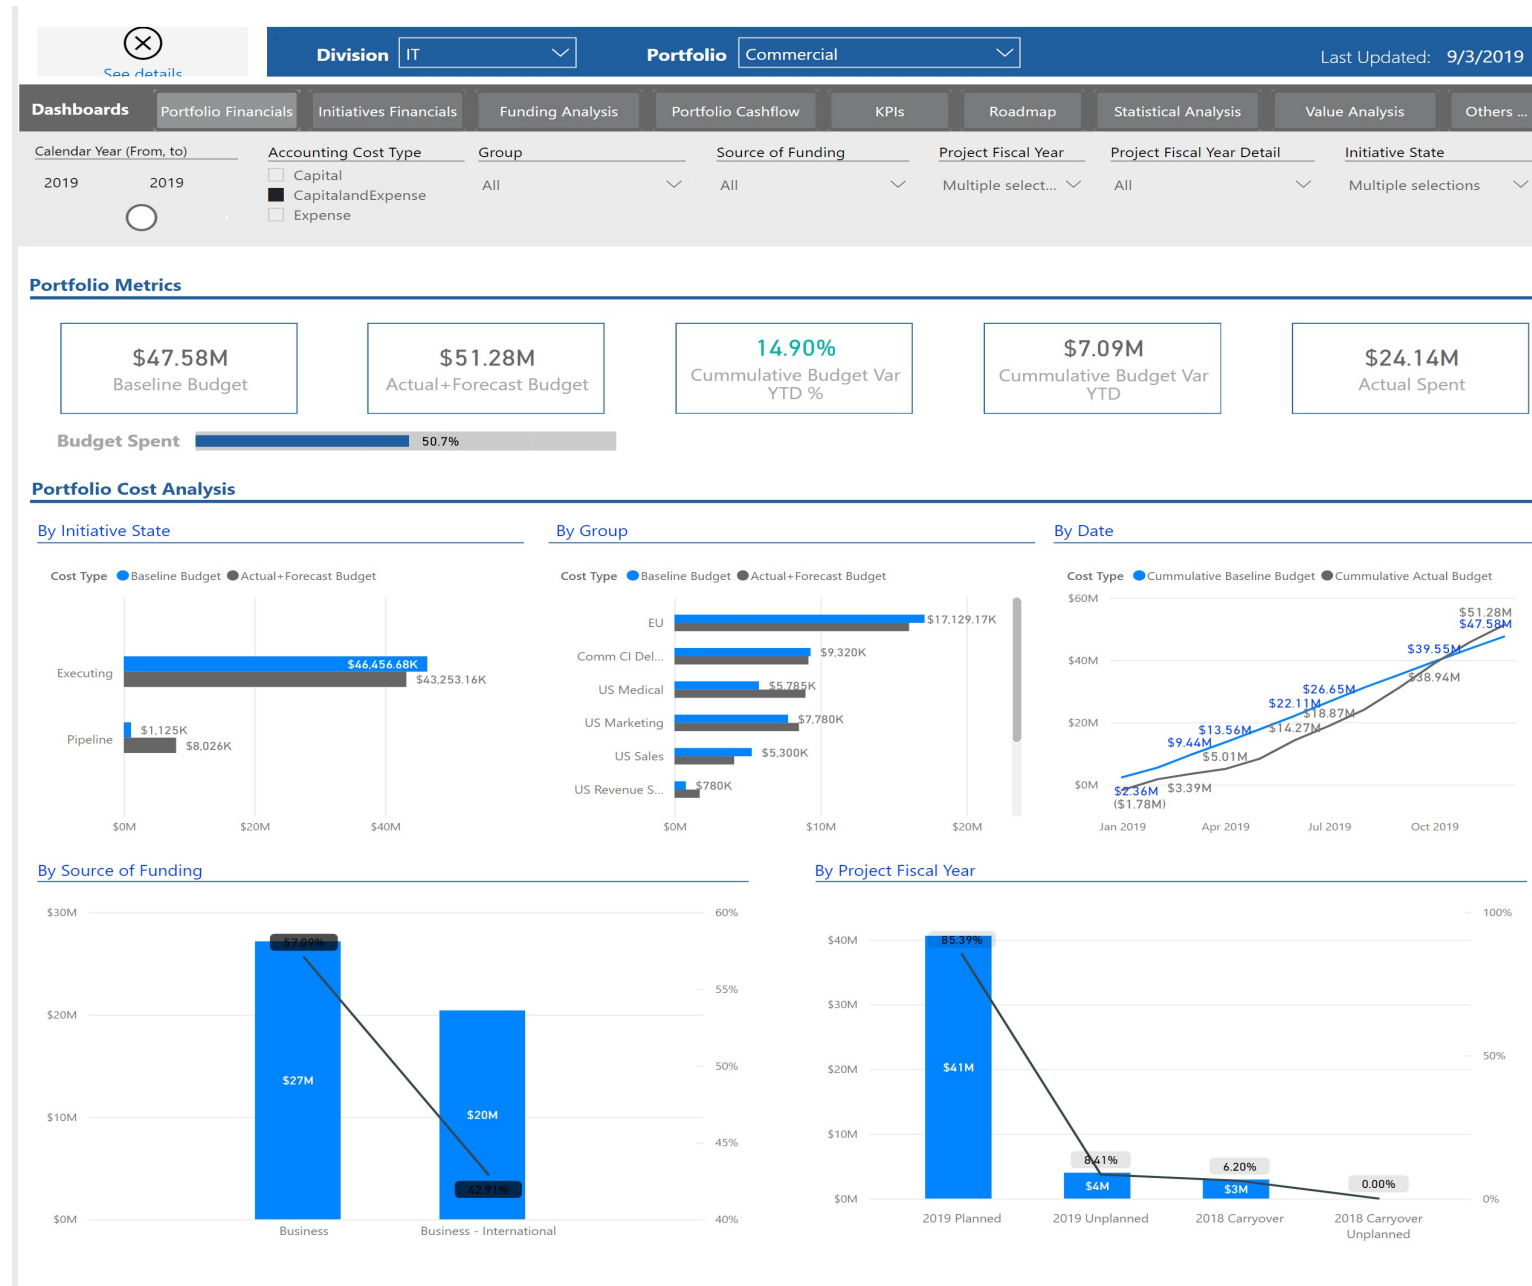 See details
Division IT Portfolio Commercial Last Updated: 9/3/2019
Dashboards Portfolio Financials Initiatives Financials Funding Analysis Portfolio Cashflow KPIs Roadmap Statistical Analysis Value Analysis Others ...
Calendar Year (From, to) Accounting Cost Type Group Source of Funding Project Fiscal Year Project Fiscal Year Detail Initiative State
2019 2019 Capital All All Multiple select... All Multiple selections
CapitalandExpense
Expense
Portfolio Metrics
$47.58M
Baseline Budget
$51.28M
Actual+Forecast Budget
14.90%
Cummulative Budget Var
YTD %
$7.09M
Cummulative Budget Var
YTD
$24.14M
Actual Spent
Budget Spent 50.7%
Portfolio Cost Analysis
By Initiative State
Cost Type Baseline Budget Actual+Forecast Budget
Executing $46,456.68K
$43,253.16K
Pipeline $1,125K
$8,026K
$0M $20M $40M
By Group
Cost Type Baseline Budget Actual+Forecast Budget
EU $17,129.17K
Comm CI Del... $9,320K
US Medical $5,785K
US Marketing $7,780K
US Sales $5,300K
US Revenue S... $780K
$0M $10M $20M
By Date
Cost Type Cummulative Baseline Budget Cummulative Actual Budget
$60M
$51.28M
$47.58M
$39.55M
$40M
$38.94M
$26.65M
$22.11M
$18.87M
$20M
$13.56M
$14.27M
$9.44M
$5.01M
$0M
$2.36M
$3.39M
($1.78M)
Jan 2019 Apr 2019 Jul 2019 Oct 2019
By Source of Funding
$30M 60%
57.09%
55%
$20M
50%
$27M
$20M
$10M
45%
42.91%
$0M 40%
Business Business - International
By Project Fiscal Year
100%
$40M 85.39%
$30M
$20M 50%
$41M
$10M
8.41%
6.20%
0.00%
$4M
$3M
$0M 0%
2019 Planned 2019 Unplanned 2018 Carryover 2018 Carryover
Unplanned